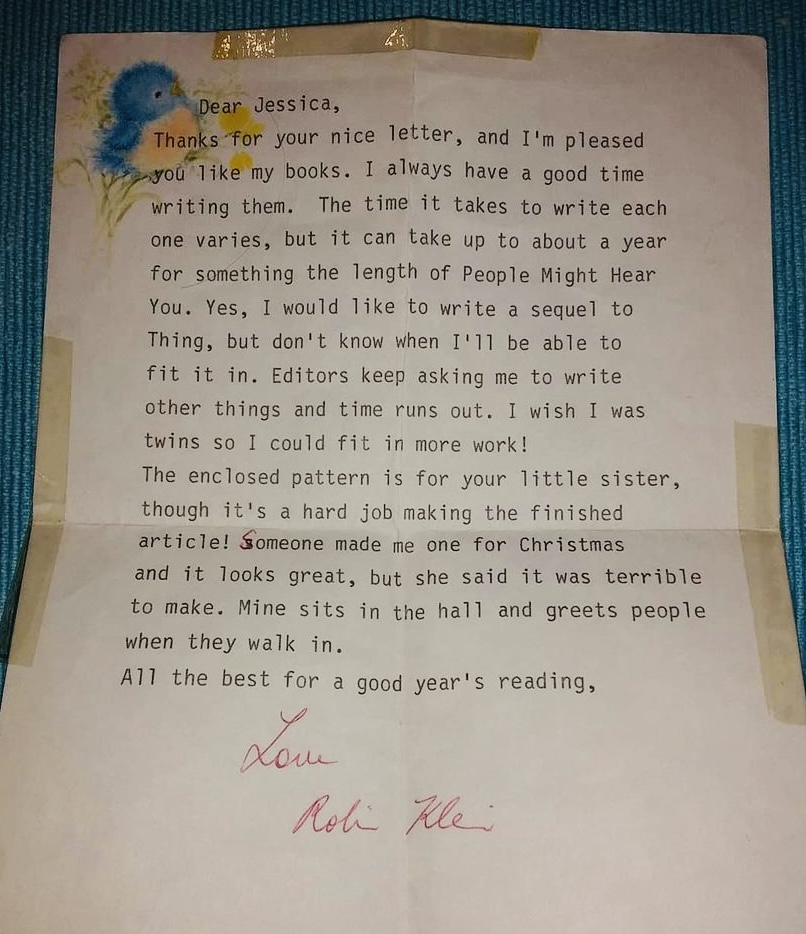 Dear Jessica,
Thanks for your nice letter, and I'm pleased
you like my books. I always have a good time
writing them.  The time it takes to write each
one varies, but it can take up to about a year
for something the length of People Might Hear
You. Yes, I would like to write a sequel to
Thing, but don't know when I'll be able to
fit it in. Editors keep asking me to write
other things and time runs out. I wish I was
twins so I could fit in more work!
The enclosed pattern is for your little sister,
though it's a hard job making the finished
article! Someone made me one for Christmas
and it looks great, but she said it was terrible
to make. Mine sits in the hall and greets people
when they walk in.
All the best for a good year's reading,
Love
Robin Klein